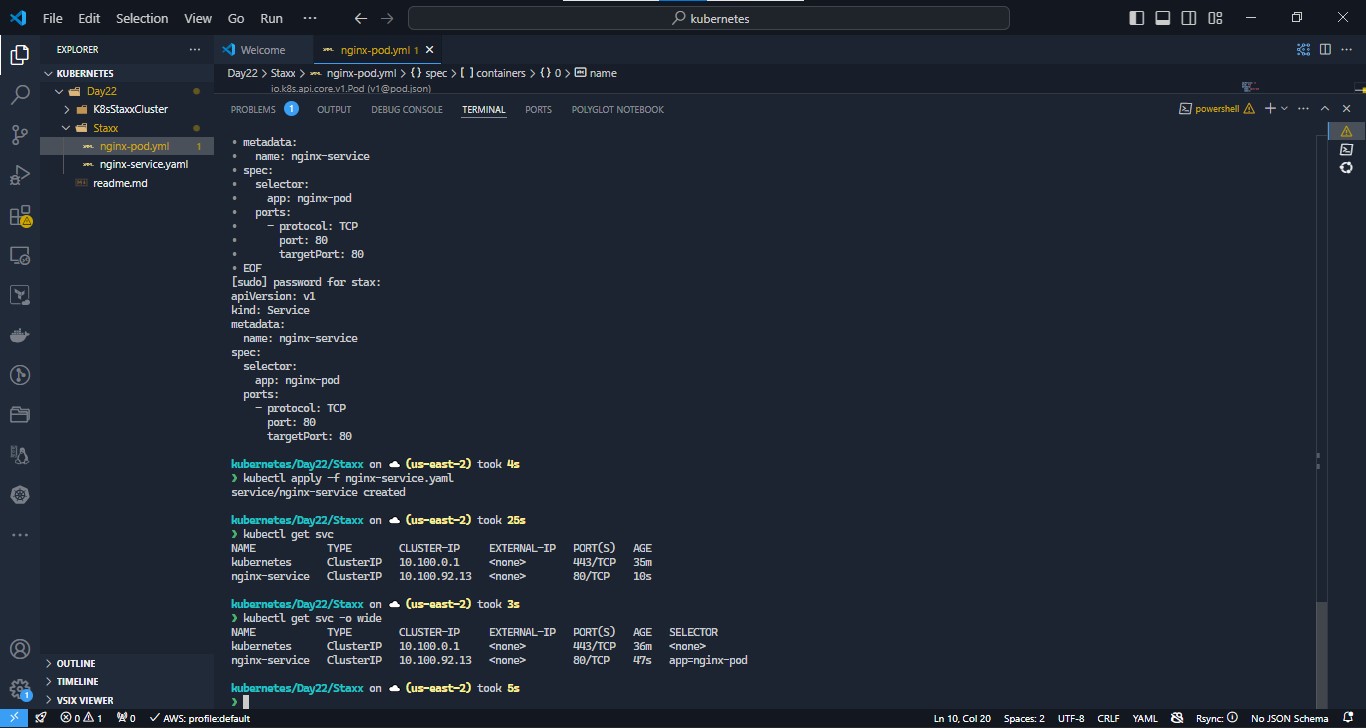 File Edit Selection View Go Run ··· ← → kubernetes
EXPLORER ···
Welcome nginx-pod.yml 1 ×
KUBERNETES
Day22 > Staxx > nginx-pod.yml > {} spec > [ ] containers > {} 0 > name
Day22
io.k8s.api.core.v1.Pod (v1@pod.json)
K8sStaxxCluster
Staxx
nginx-pod.yml 1
nginx-service.yaml
readme.md
PROBLEMS 1 OUTPUT DEBUG CONSOLE TERMINAL PORTS POLYGLOT NOTEBOOK powershell
• metadata:
•   name: nginx-service
• spec:
•   selector:
•     app: nginx-pod
•   ports:
•     - protocol: TCP
•       port: 80
•       targetPort: 80
• EOF
[sudo] password for stax:
apiVersion: v1
kind: Service
metadata:
  name: nginx-service
spec:
  selector:
    app: nginx-pod
  ports:
    - protocol: TCP
      port: 80
      targetPort: 80
kubernetes/Day22/Staxx on ☁ (us-east-2) took 4s
❯ kubectl apply -f nginx-service.yaml
service/nginx-service created
kubernetes/Day22/Staxx on ☁ (us-east-2) took 25s
❯ kubectl get svc
NAME TYPE CLUSTER-IP EXTERNAL-IP PORT(S) AGE
kubernetes ClusterIP 10.100.0.1 <none> 443/TCP 35m
nginx-service ClusterIP 10.100.92.13 <none> 80/TCP 10s
kubernetes/Day22/Staxx on ☁ (us-east-2) took 3s
❯ kubectl get svc -o wide
NAME TYPE CLUSTER-IP EXTERNAL-IP PORT(S) AGE SELECTOR
kubernetes ClusterIP 10.100.0.1 <none> 443/TCP 36m <none>
nginx-service ClusterIP 10.100.92.13 <none> 80/TCP 47s app=nginx-pod
kubernetes/Day22/Staxx on ☁ (us-east-2) took 5s
❯
OUTLINE
TIMELINE
VSIX VIEWER
1
0 1 0 AWS: profile:default Ln 10, Col 20 Spaces: 2 UTF-8 CRLF YAML Rsync: No JSON Schema